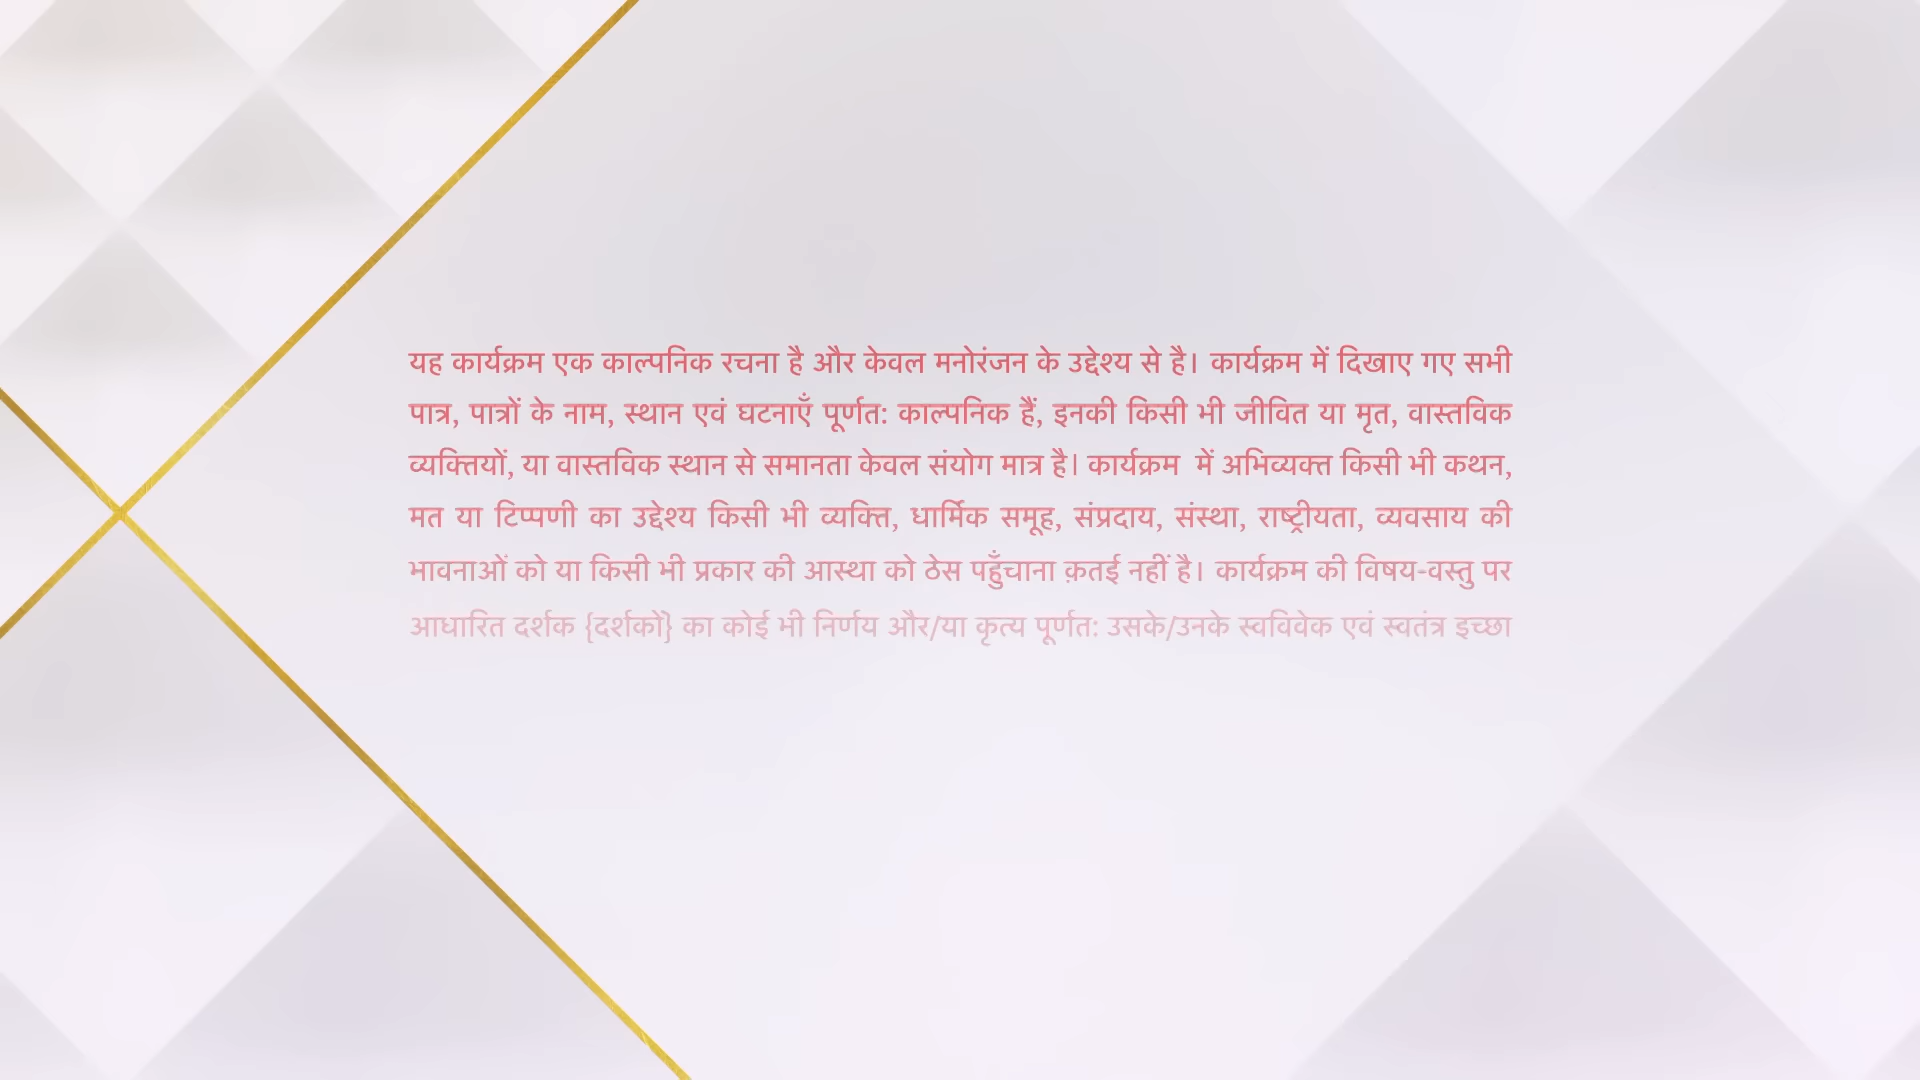 यह कार्यक्रम एक काल्पनिक रचना है और केवल मनोरंजन के उद्देश्य से है। कार्यक्रम में दिखाए गए सभी
पात्र, पात्रों के नाम, स्थान एवं घटनाएँ पूर्णत: काल्पनिक हैं, इनकी किसी भी जीवित या मृत, वास्तविक
व्यक्तियों, या वास्तविक स्थान से समानता केवल संयोग मात्र है। कार्यक्रम में अभिव्यक्त किसी भी कथन,
मत या टिप्पणी का उद्देश्य किसी भी व्यक्ति, धार्मिक समूह, संप्रदाय, संस्था, राष्ट्रीयता, व्यवसाय की
भावनाओं को या किसी भी प्रकार की आस्था को ठेस पहुँचाना क़तई नहीं है। कार्यक्रम की विषय-वस्तु पर
आधारित दर्शक {दर्शकों} का कोई भी निर्णय और/या कृत्य पूर्णत: उसके/उनके स्वविवेक एवं स्वतंत्र इच्छा